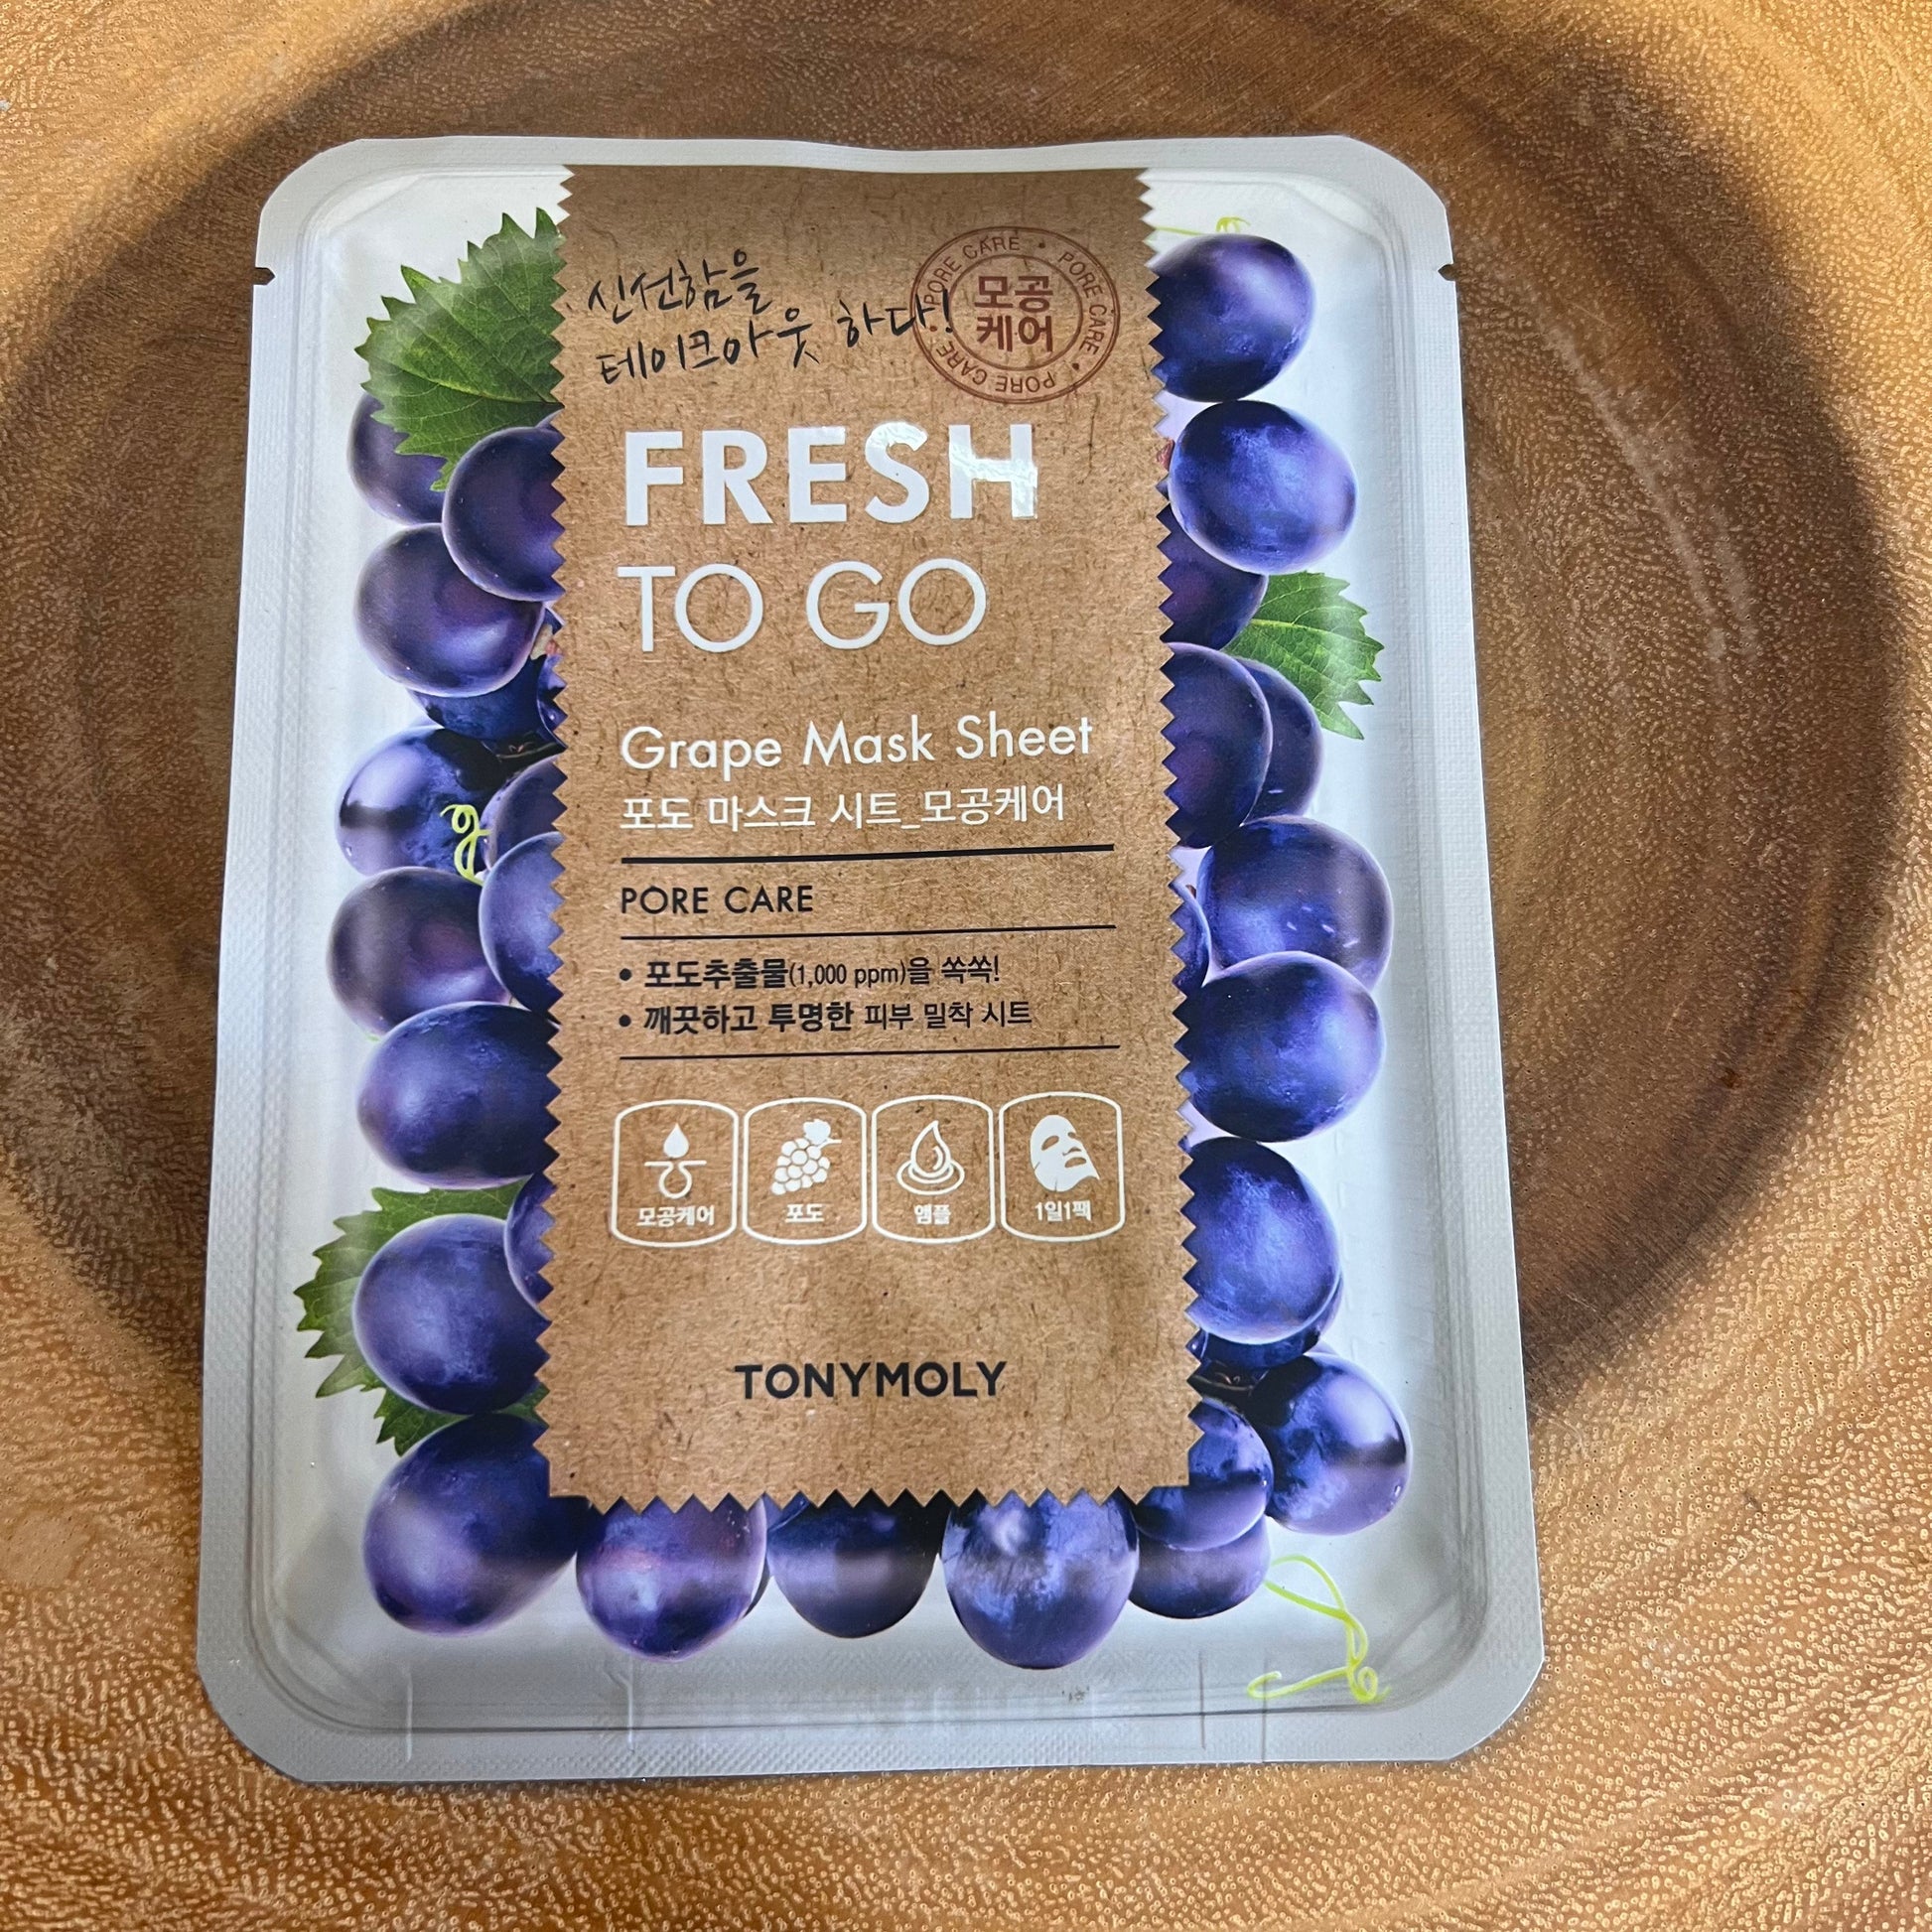 신선함을
테이크아웃 하다!
PORE CARE • PORE CARE • PORE CARE •
모공
케어
FRESH
TO GO
Grape Mask Sheet
포도 마스크 시트_모공케어
PORE CARE
• 포도추출물(1,000 ppm)을 쏙쏙!
• 깨끗하고 투명한 피부 밀착 시트
모공케어 포도 앰플 1일1팩
TONYMOLY